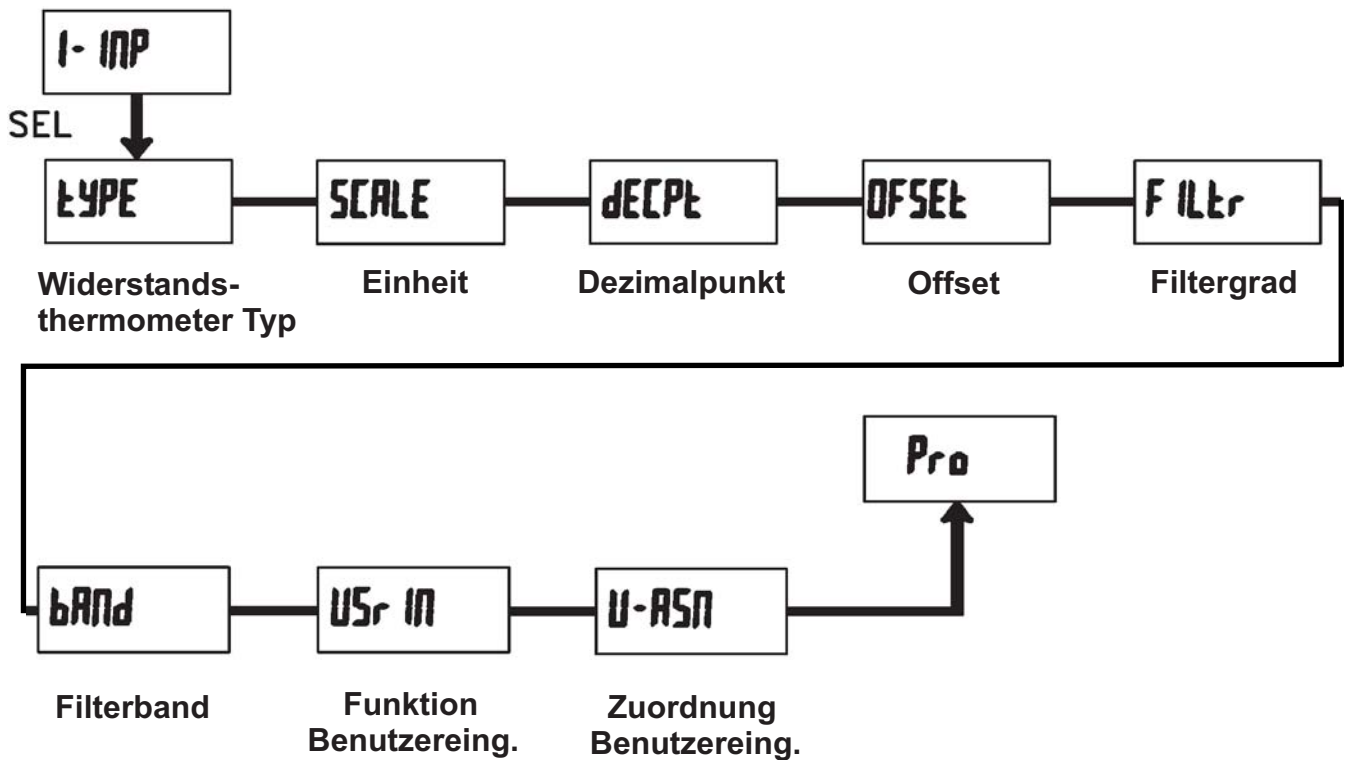 1- INP
SEL
tYPE
SCALE
dECPt
OFSEt
FILtr
Widerstands-
thermometer Typ
Einheit
Dezimalpunkt
Offset
Filtergrad
Pro
bANd
USr IN
U-ASN
Filterband
Funktion
Benutzereing.
Zuordnung
Benutzereing.